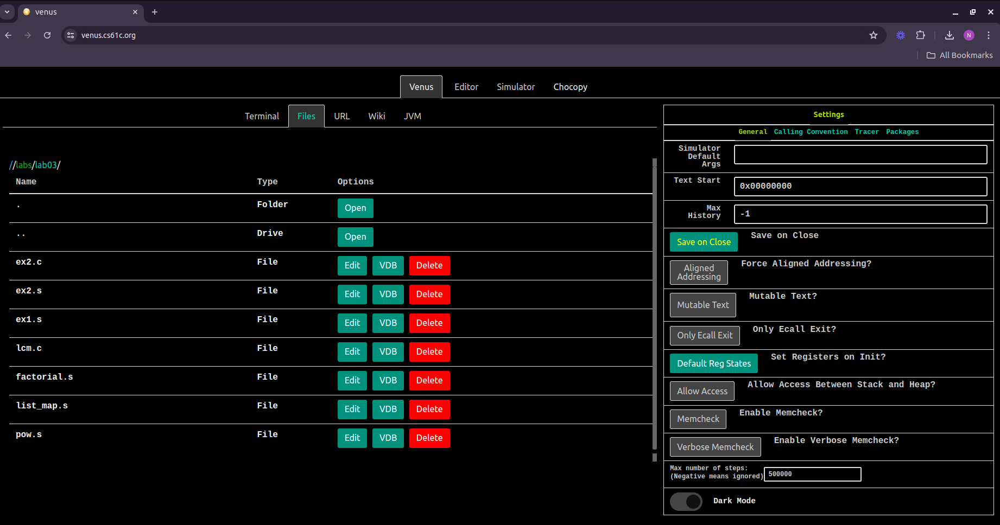 venus
venus.cs61c.org
N
All Bookmarks
Venus Editor Simulator Chocopy
Terminal Files URL Wiki JVM
//labs/lab03/
Name Type Options
. Folder Open
.. Drive Open
ex2.c File Edit VDB Delete
ex2.s File Edit VDB Delete
ex1.s File Edit VDB Delete
lcm.c File Edit VDB Delete
factorial.s File Edit VDB Delete
list_map.s File Edit VDB Delete
pow.s File Edit VDB Delete
Settings
General Calling Convention Tracer Packages
Simulator
Default
Args
Text Start 0x00000000
Max
History
-1
Save on Close Save on Close
Aligned
Addressing
Force Aligned Addressing?
Mutable Text Mutable Text?
Only Ecall Exit Only Ecall Exit?
Default Reg States Set Registers on Init?
Allow Access Allow Access Between Stack and Heap?
Memcheck Enable Memcheck?
Verbose Memcheck Enable Verbose Memcheck?
Max number of steps:
(Negative means ignored) 500000
Dark Mode